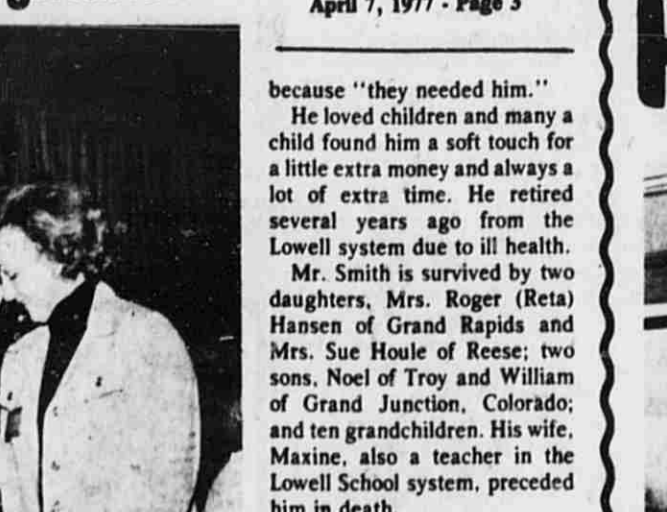 April 7, 1977 - Page 3
because "they needed him."
He loved children and many a
child found him a soft touch for
a little extra money and always a
lot of extra time. He retired
several years ago from the
Lowell system due to ill health.
Mr. Smith is survived by two
daughters, Mrs. Roger (Reta)
Hansen of Grand Rapids and
Mrs. Sue Houle of Reese; two
sons, Noel of Troy and William
of Grand Junction, Colorado;
and ten grandchildren. His wife,
Maxine, also a teacher in the
Lowell School system, preceded
him in death.